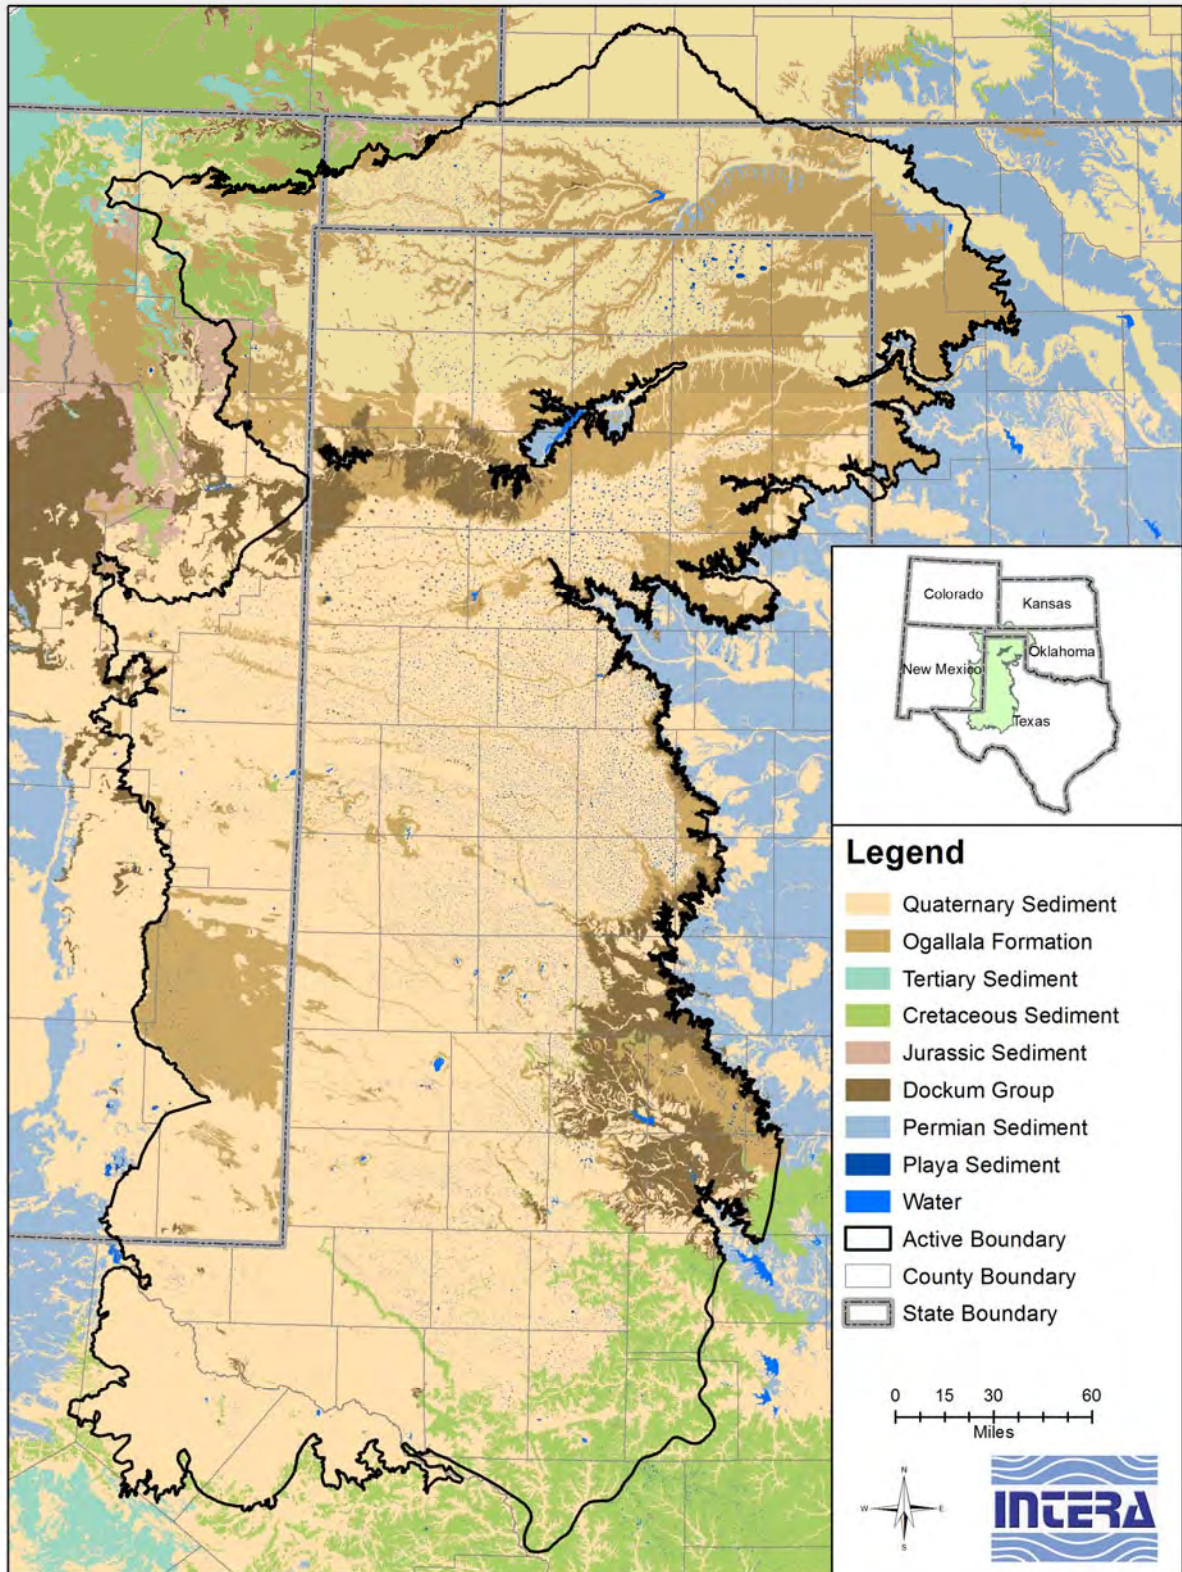 Colorado
Kansas
New Mexico
Oklahoma
Texas
Legend
Quaternary Sediment
Ogallala Formation
Tertiary Sediment
Cretaceous Sediment
Jurassic Sediment
Dockum Group
Permian Sediment
Playa Sediment
Water
Active Boundary
County Boundary
State Boundary
0 15 30 60
Miles
N
W E
S
INTERA